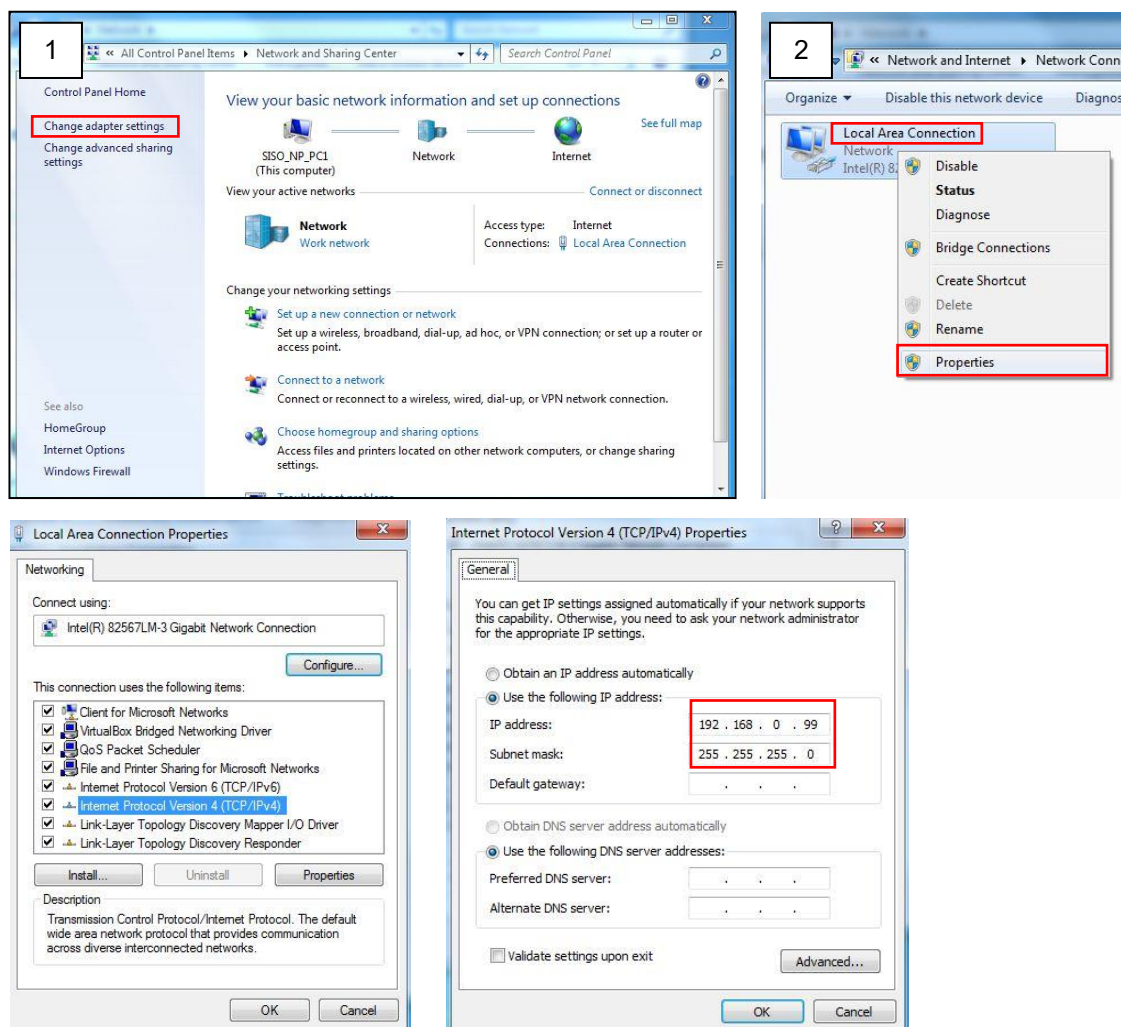 1
« All Control Panel Items ▸ Network and Sharing Center
Search Control Panel
Control Panel Home
Change adapter settings
Change advanced sharing
settings
See also
HomeGroup
Internet Options
Windows Firewall
View your basic network information and set up connections
See full map
SISO_NP_PC1
(This computer)
Network
Internet
View your active networks
Connect or disconnect
Network
Work network
Access type: Internet
Connections: Local Area Connection
Change your networking settings
Set up a new connection or network
Set up a wireless, broadband, dial-up, ad hoc, or VPN connection; or set up a router or
access point.
Connect to a network
Connect or reconnect to a wireless, wired, dial-up, or VPN network connection.
Choose homegroup and sharing options
Access files and printers located on other network computers, or change sharing
settings.
Troubleshoot problems
2
« Network and Internet ▸ Network Conn
Organize ▾ Disable this network device Diagnos
Local Area Connection
Network
Intel(R) 8
Disable
Status
Diagnose
Bridge Connections
Create Shortcut
Delete
Rename
Properties
Local Area Connection Properties
Networking
Connect using:
Intel(R) 82567LM-3 Gigabit Network Connection
Configure...
This connection uses the following items:
Client for Microsoft Networks
VirtualBox Bridged Networking Driver
QoS Packet Scheduler
File and Printer Sharing for Microsoft Networks
Internet Protocol Version 6 (TCP/IPv6)
Internet Protocol Version 4 (TCP/IPv4)
Link-Layer Topology Discovery Mapper I/O Driver
Link-Layer Topology Discovery Responder
Install... Uninstall Properties
Description
Transmission Control Protocol/Internet Protocol. The default
wide area network protocol that provides communication
across diverse interconnected networks.
OK Cancel
Internet Protocol Version 4 (TCP/IPv4) Properties
General
You can get IP settings assigned automatically if your network supports
this capability. Otherwise, you need to ask your network administrator
for the appropriate IP settings.
Obtain an IP address automatically
Use the following IP address:
IP address: 192 . 168 . 0 . 99
Subnet mask: 255 . 255 . 255 . 0
Default gateway: . . .
Obtain DNS server address automatically
Use the following DNS server addresses:
Preferred DNS server: . . .
Alternate DNS server: . . .
Validate settings upon exit
Advanced...
OK Cancel